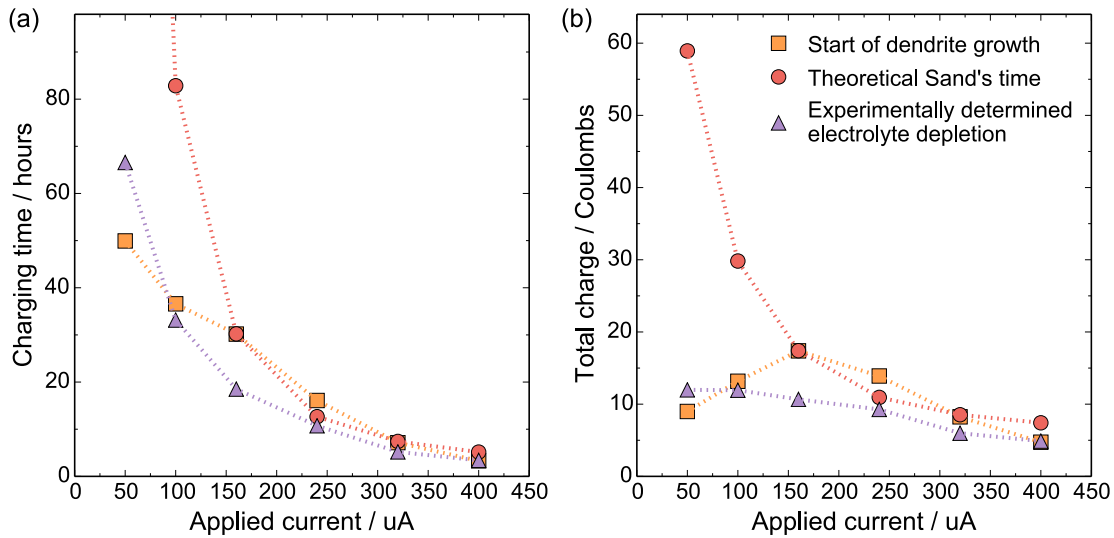 (a)
Charging time / hours
80
60
40
20
0
0 50 100 150 200 250 300 350 400 450
Applied current / uA
(b)
Total charge / Coulombs
60
50
40
30
20
10
0
0 50 100 150 200 250 300 350 400 450
Applied current / uA
Start of dendrite growth
Theoretical Sand's time
Experimentally determined
electrolyte depletion